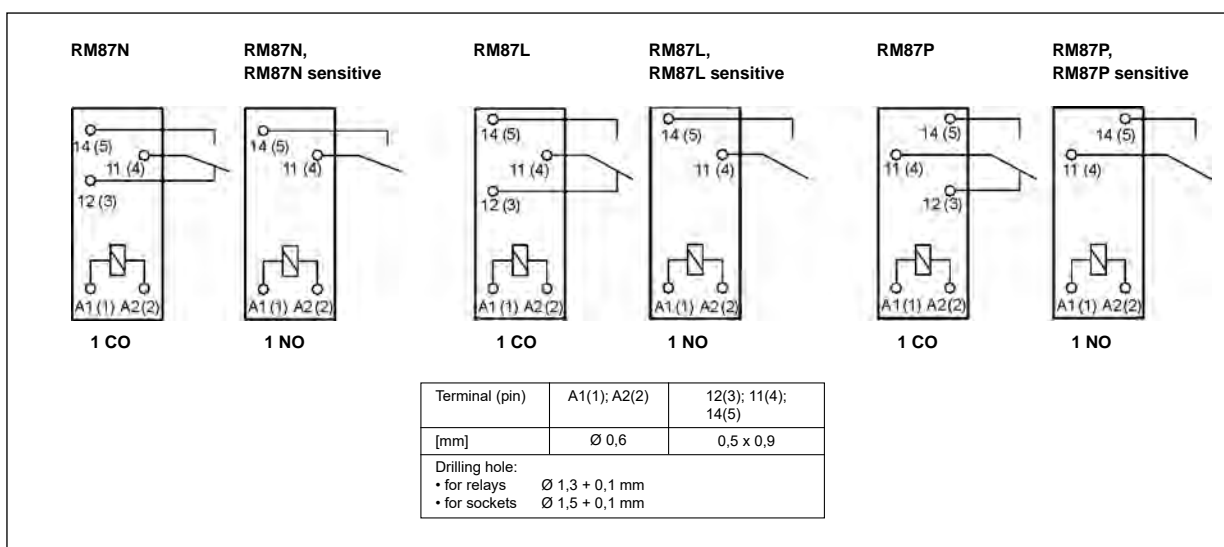 RM87N
RM87N,
RM87N sensitive
RM87L
RM87L,
RM87L sensitive
RM87P
RM87P,
RM87P sensitive
14 (5)
11 (4)
12 (3)
A1 (1) A2 (2)
1 CO
14 (5)
11 (4)
A1 (1) A2 (2)
1 NO
14 (5)
11 (4)
12 (3)
A1 (1) A2 (2)
1 CO
14 (5)
11 (4)
A1 (1) A2 (2)
1 NO
14 (5)
11 (4)
12 (3)
A1 (1) A2 (2)
1 CO
14 (5)
11 (4)
A1 (1) A2 (2)
1 NO
Terminal (pin) A1(1); A2(2) 12(3); 11(4);
14(5)
[mm] Ø 0,6 0,5 x 0,9
Drilling hole:
• for relays Ø 1,3 + 0,1 mm
• for sockets Ø 1,5 + 0,1 mm